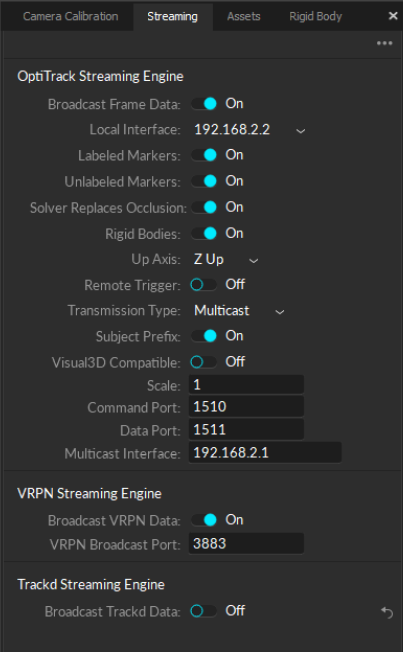 Camera Calibration Streaming Assets Rigid Body
OptiTrack Streaming Engine
Broadcast Frame Data: On
Local Interface: 192.168.2.2
Labeled Markers: On
Unlabeled Markers: On
Solver Replaces Occlusion: On
Rigid Bodies: On
Up Axis: Z Up
Remote Trigger: Off
Transmission Type: Multicast
Subject Prefix: On
Visual3D Compatible: Off
Scale: 1
Command Port: 1510
Data Port: 1511
Multicast Interface: 192.168.2.1
VRPN Streaming Engine
Broadcast VRPN Data: On
VRPN Broadcast Port: 3883
Trackd Streaming Engine
Broadcast Trackd Data: Off